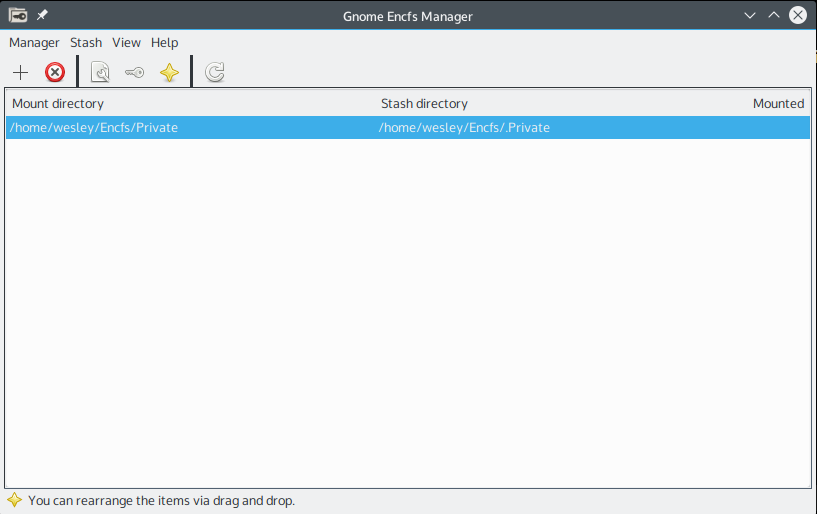 Gnome Encfs Manager
Manager Stash View Help
Mount directory Stash directory Mounted
/home/wesley/Encfs/Private /home/wesley/Encfs/.Private
You can rearrange the items via drag and drop.